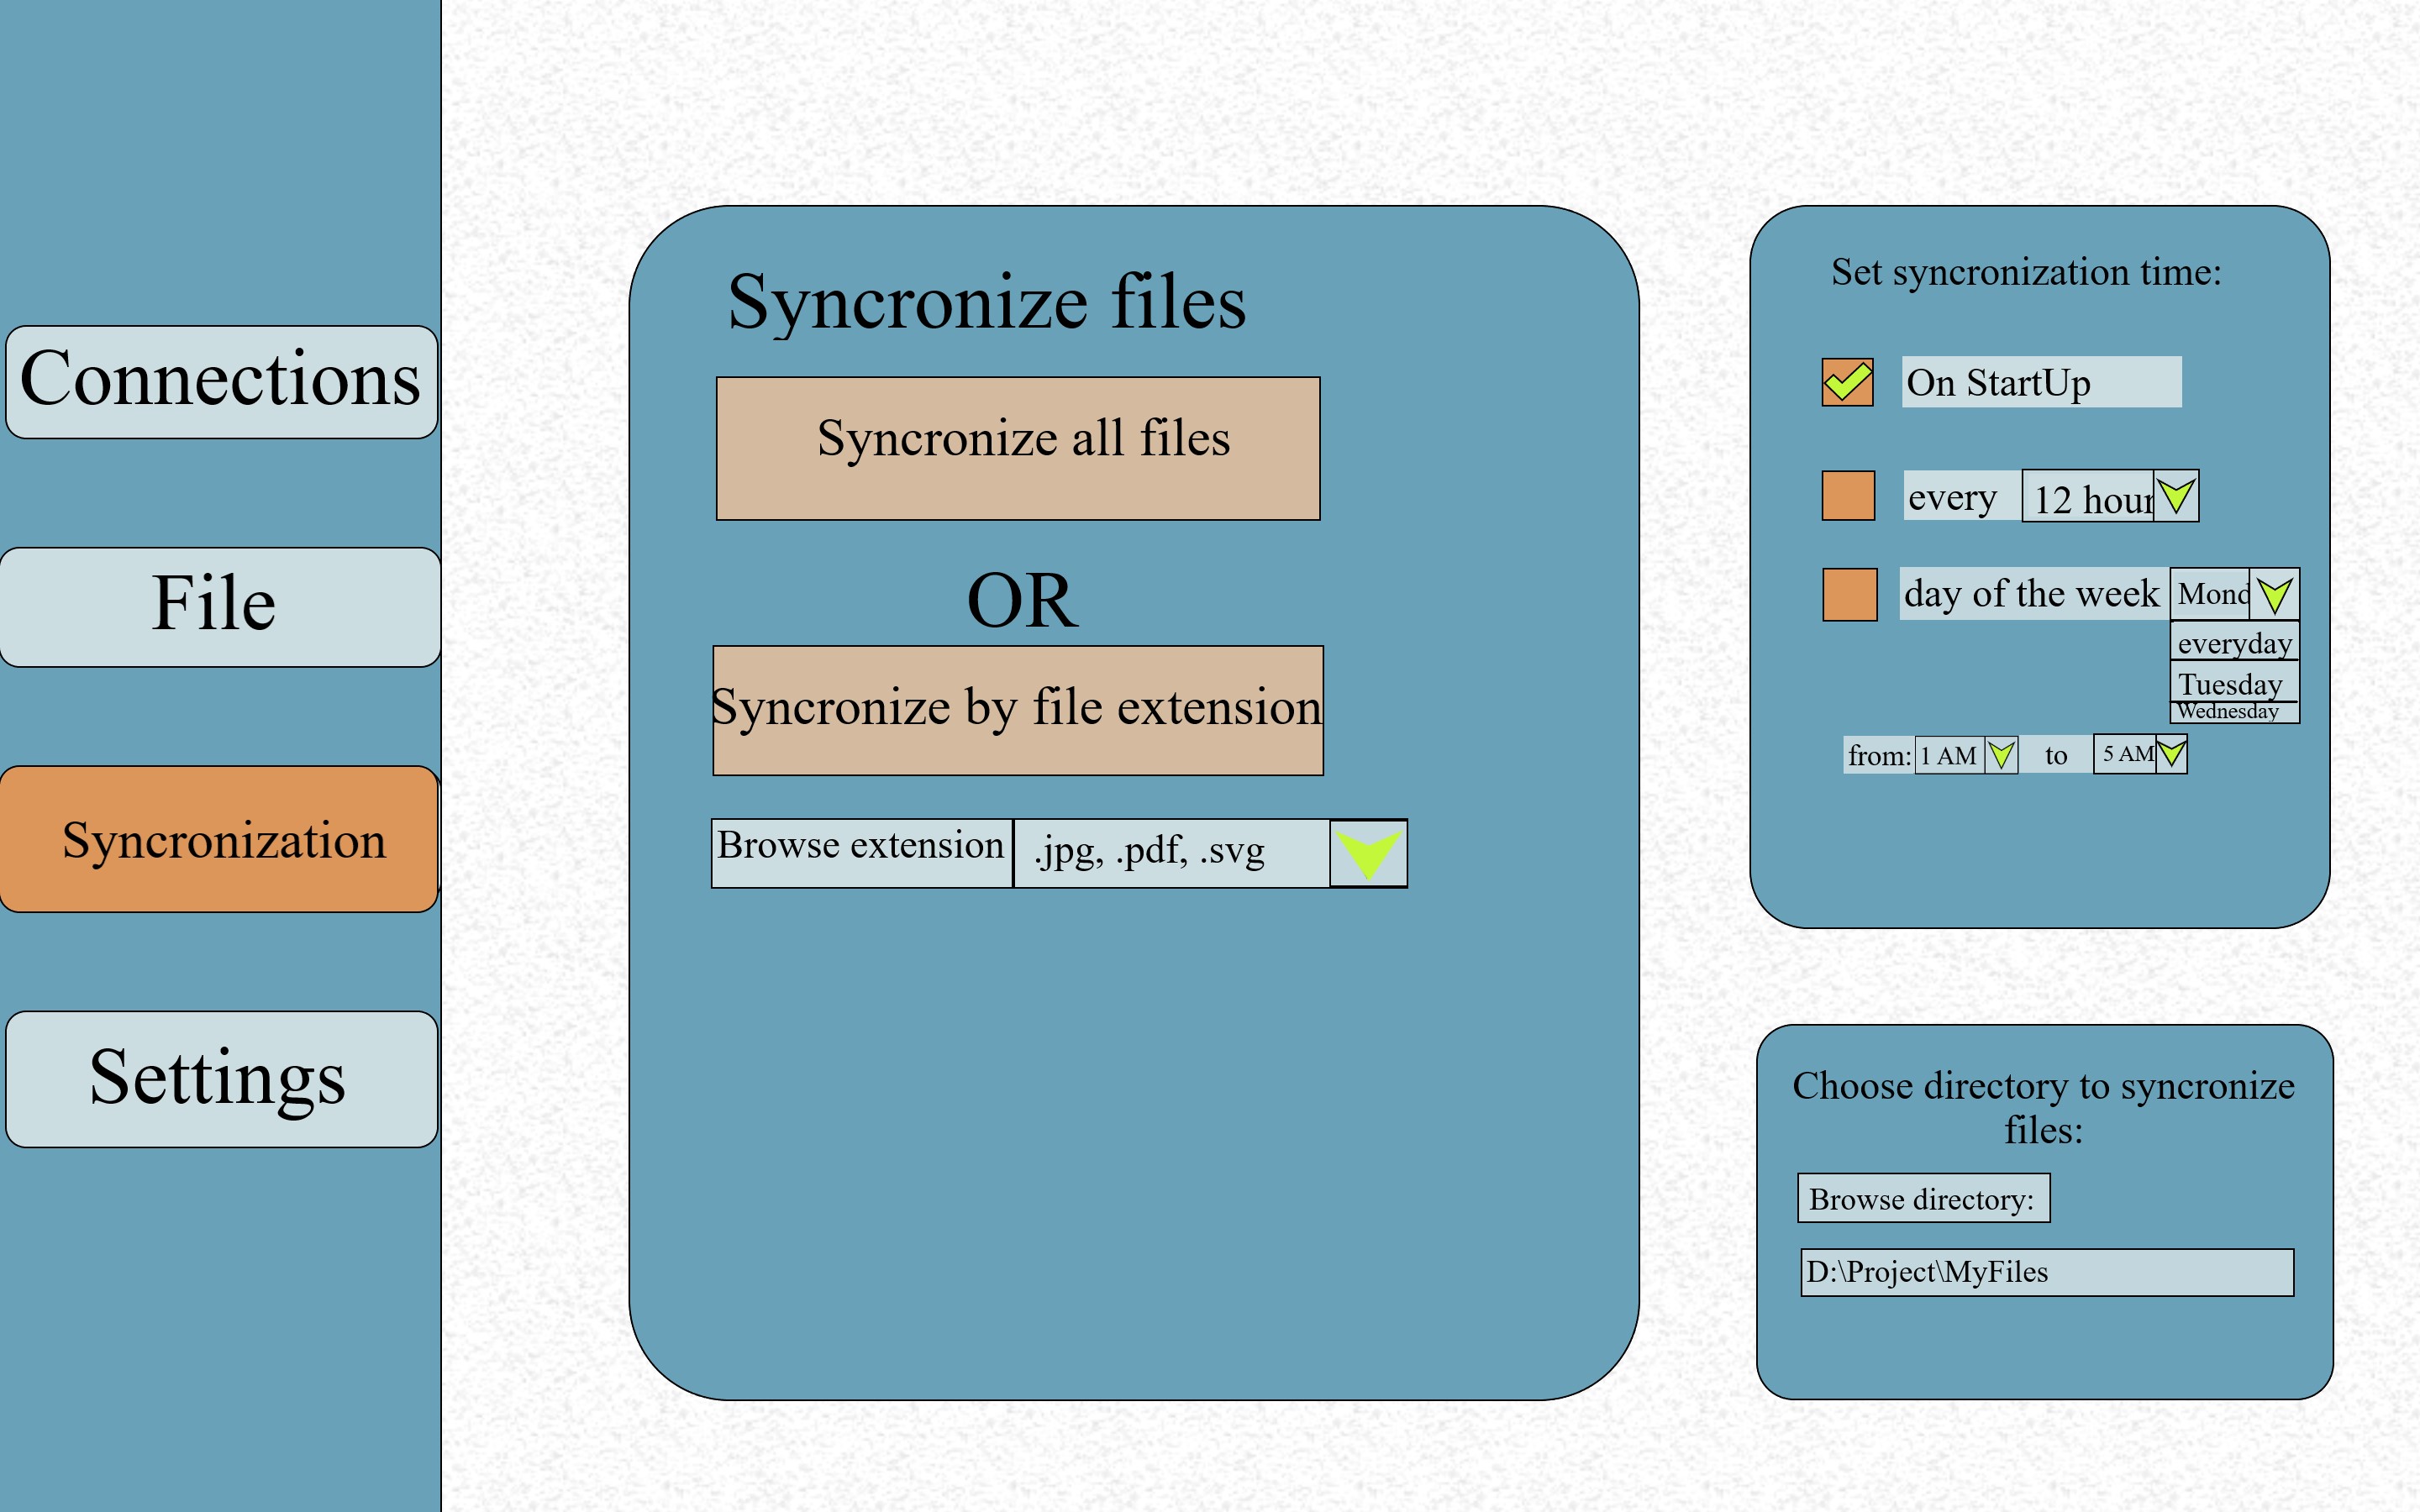 Connections
File
Syncronization
Settings
Syncronize files
Syncronize all files
OR
Syncronize by file extension
Browse extension .jpg, .pdf, .svg
Set syncronization time:
On StartUp
every 12 hour
day of the week Mond
everyday
Tuesday
Wednesday
from: 1 AM to 5 AM
Choose directory to syncronize
files:
Browse directory:
D:\Project\MyFiles